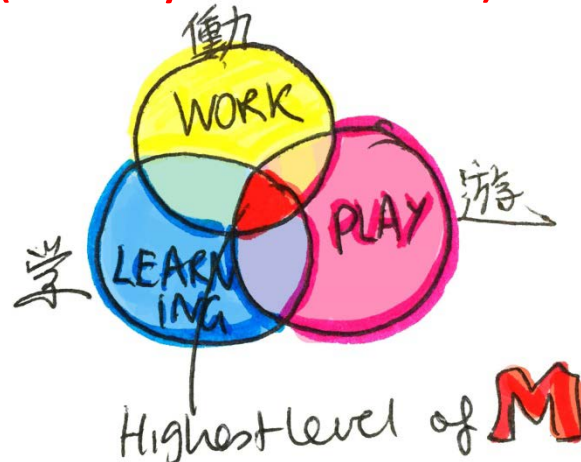 働
WORK
PLAY
遊
学
LEARN
ING
Highest level of M